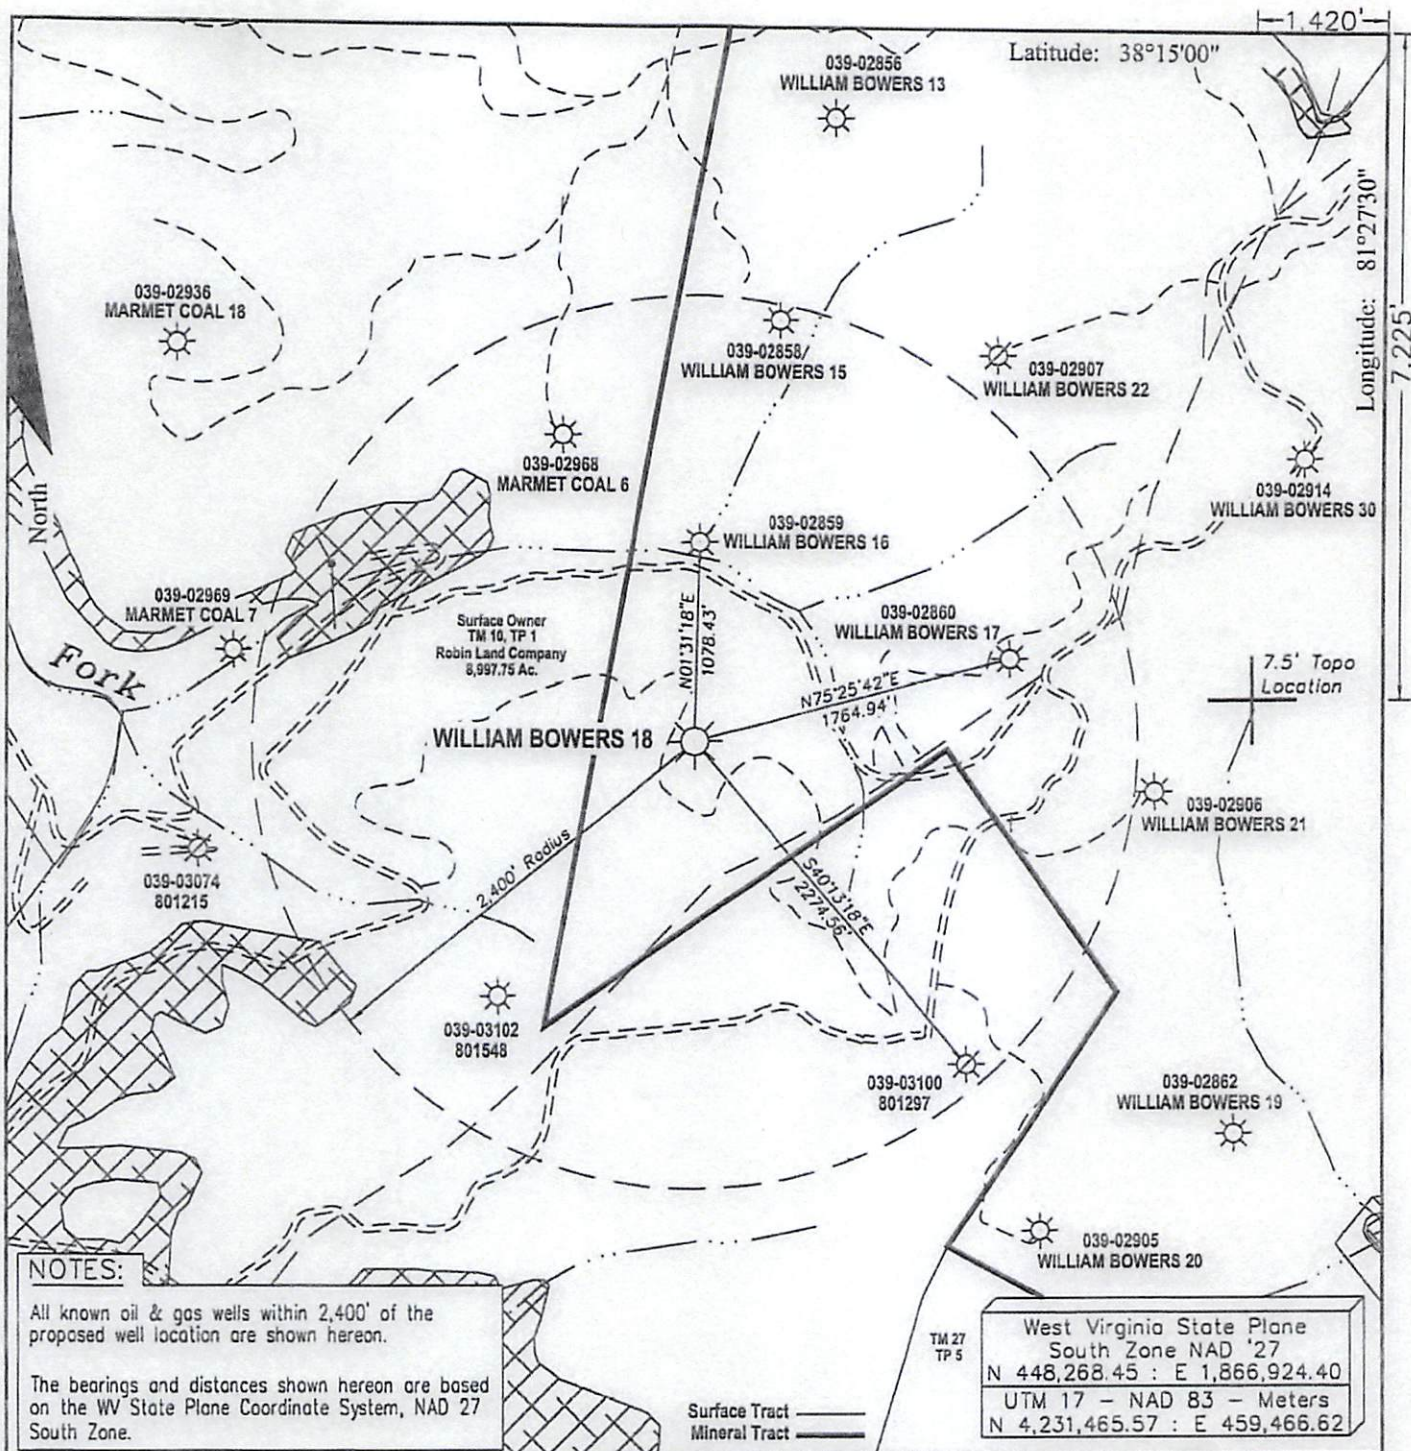 1,420'
Latitude: 38°15'00"
039-02856
WILLIAM BOWERS 13
Longitude: 81°27'30"
7,225'
039-02936
MARMET COAL 18
039-02858/
WILLIAM BOWERS 15
039-02907
WILLIAM BOWERS 22
039-02968
MARMET COAL 6
039-02914
WILLIAM BOWERS 30
North
039-02859
WILLIAM BOWERS 16
039-02969
MARMET COAL 7
Surface Owner
TM 10, TP 1
Robin Land Company
8,997.75 Ac.
N01°31'18"E
1078.43'
039-02860
WILLIAM BOWERS 17
Fork
N75°25'42"E
1764.94'
7.5' Topo
Location
WILLIAM BOWERS 18
039-02906
WILLIAM BOWERS 21
2,400' Radius
S40°13'18"E
2274.56'
039-03074
801215
039-03102
801548
039-03100
801297
039-02862
WILLIAM BOWERS 19
039-02905
WILLIAM BOWERS 20
NOTES:
All known oil & gas wells within 2,400' of the
proposed well location are shown hereon.
The bearings and distances shown hereon are based
on the WV State Plane Coordinate System, NAD 27
South Zone.
Surface Tract
Mineral Tract
TM 27
TP 5
West Virginia State Plane
South Zone NAD '27
N 448,268.45 : E 1,866,924.40
UTM 17 - NAD 83 - Meters
N 4,231,465.57 : E 459,466.62